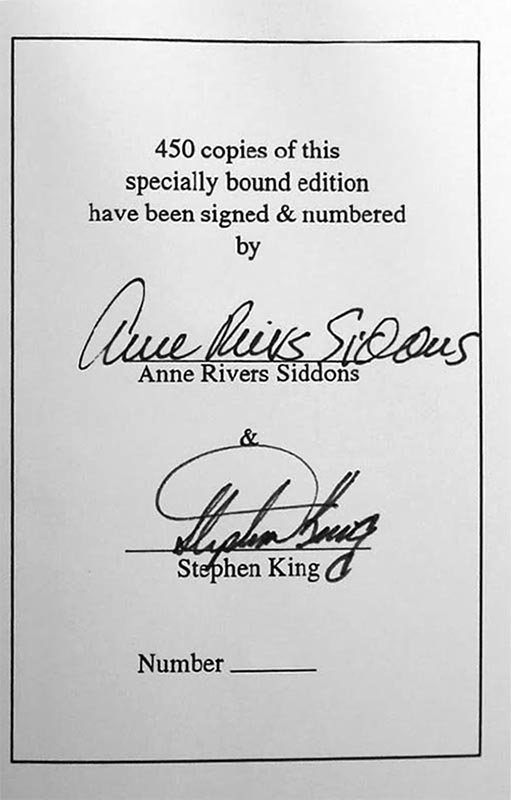 450 copies of this
specially bound edition
have been signed & numbered
by
Anne Rivers Siddons
Anne Rivers Siddons
&
Stephen King
Stephen King
Number